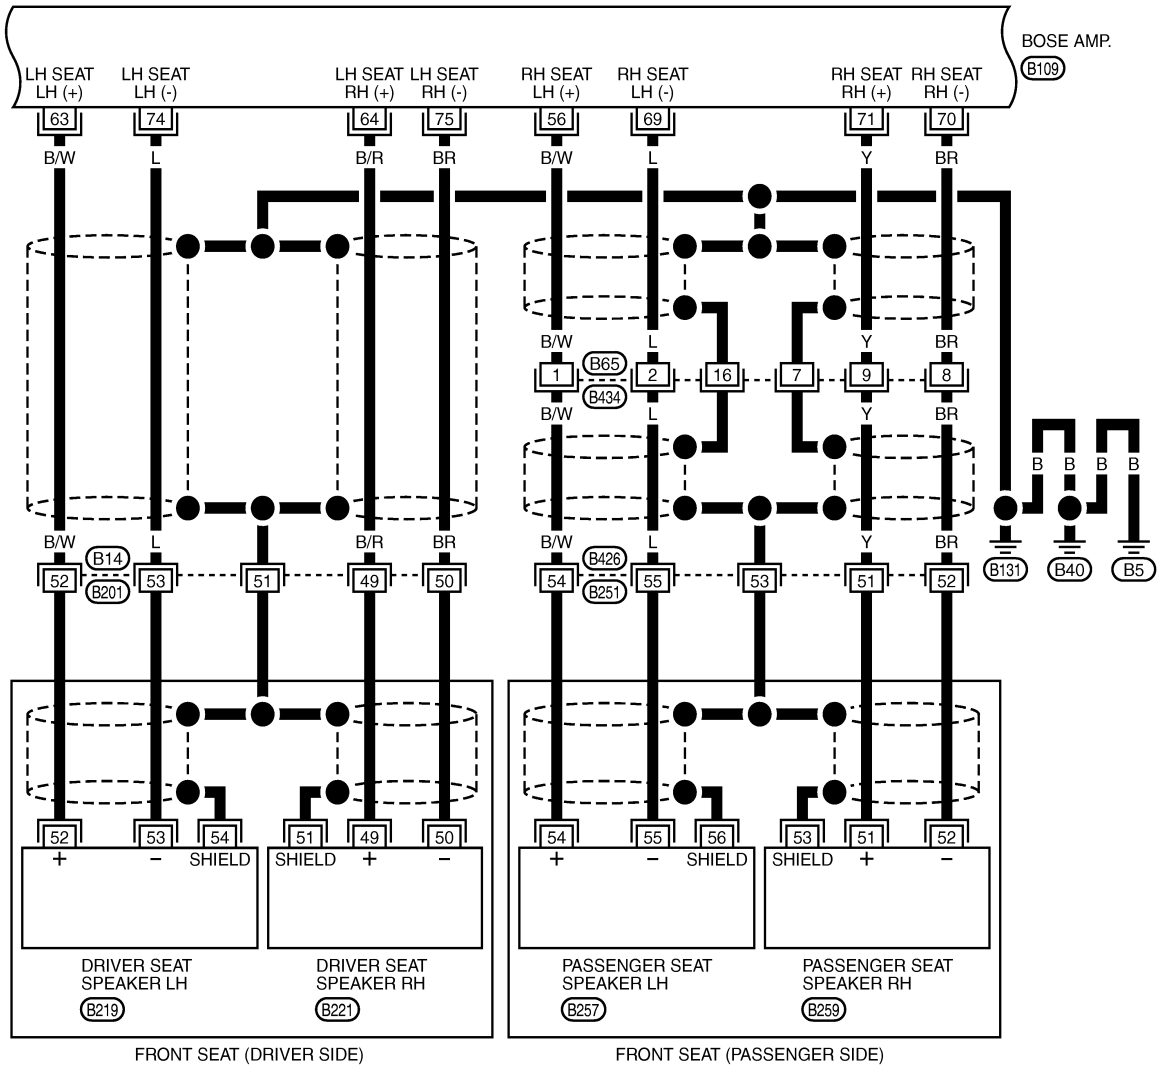 BOSE AMP.
B109
LH SEAT LH (+)
LH SEAT LH (-)
LH SEAT RH (+)
LH SEAT RH (-)
RH SEAT LH (+)
RH SEAT LH (-)
RH SEAT RH (+)
RH SEAT RH (-)
63 74 64 75 56 69 71 70
B/W L B/R BR B/W L Y BR
B/W L Y BR
B65
1 2 16 7 9 8
B434
B/W L Y BR
B B B B
B/W L B/R BR B/W L Y BR
B14 B426
52 53 51 49 50 54 55 53 51 52
B201 B251
B131 B40 B5
52 53 54 51 49 50 54 55 56 53 51 52
+ – SHIELD SHIELD + – + – SHIELD SHIELD + –
DRIVER SEAT
SPEAKER LH
B219
DRIVER SEAT
SPEAKER RH
B221
PASSENGER SEAT
SPEAKER LH
B257
PASSENGER SEAT
SPEAKER RH
B259
FRONT SEAT (DRIVER SIDE)
FRONT SEAT (PASSENGER SIDE)